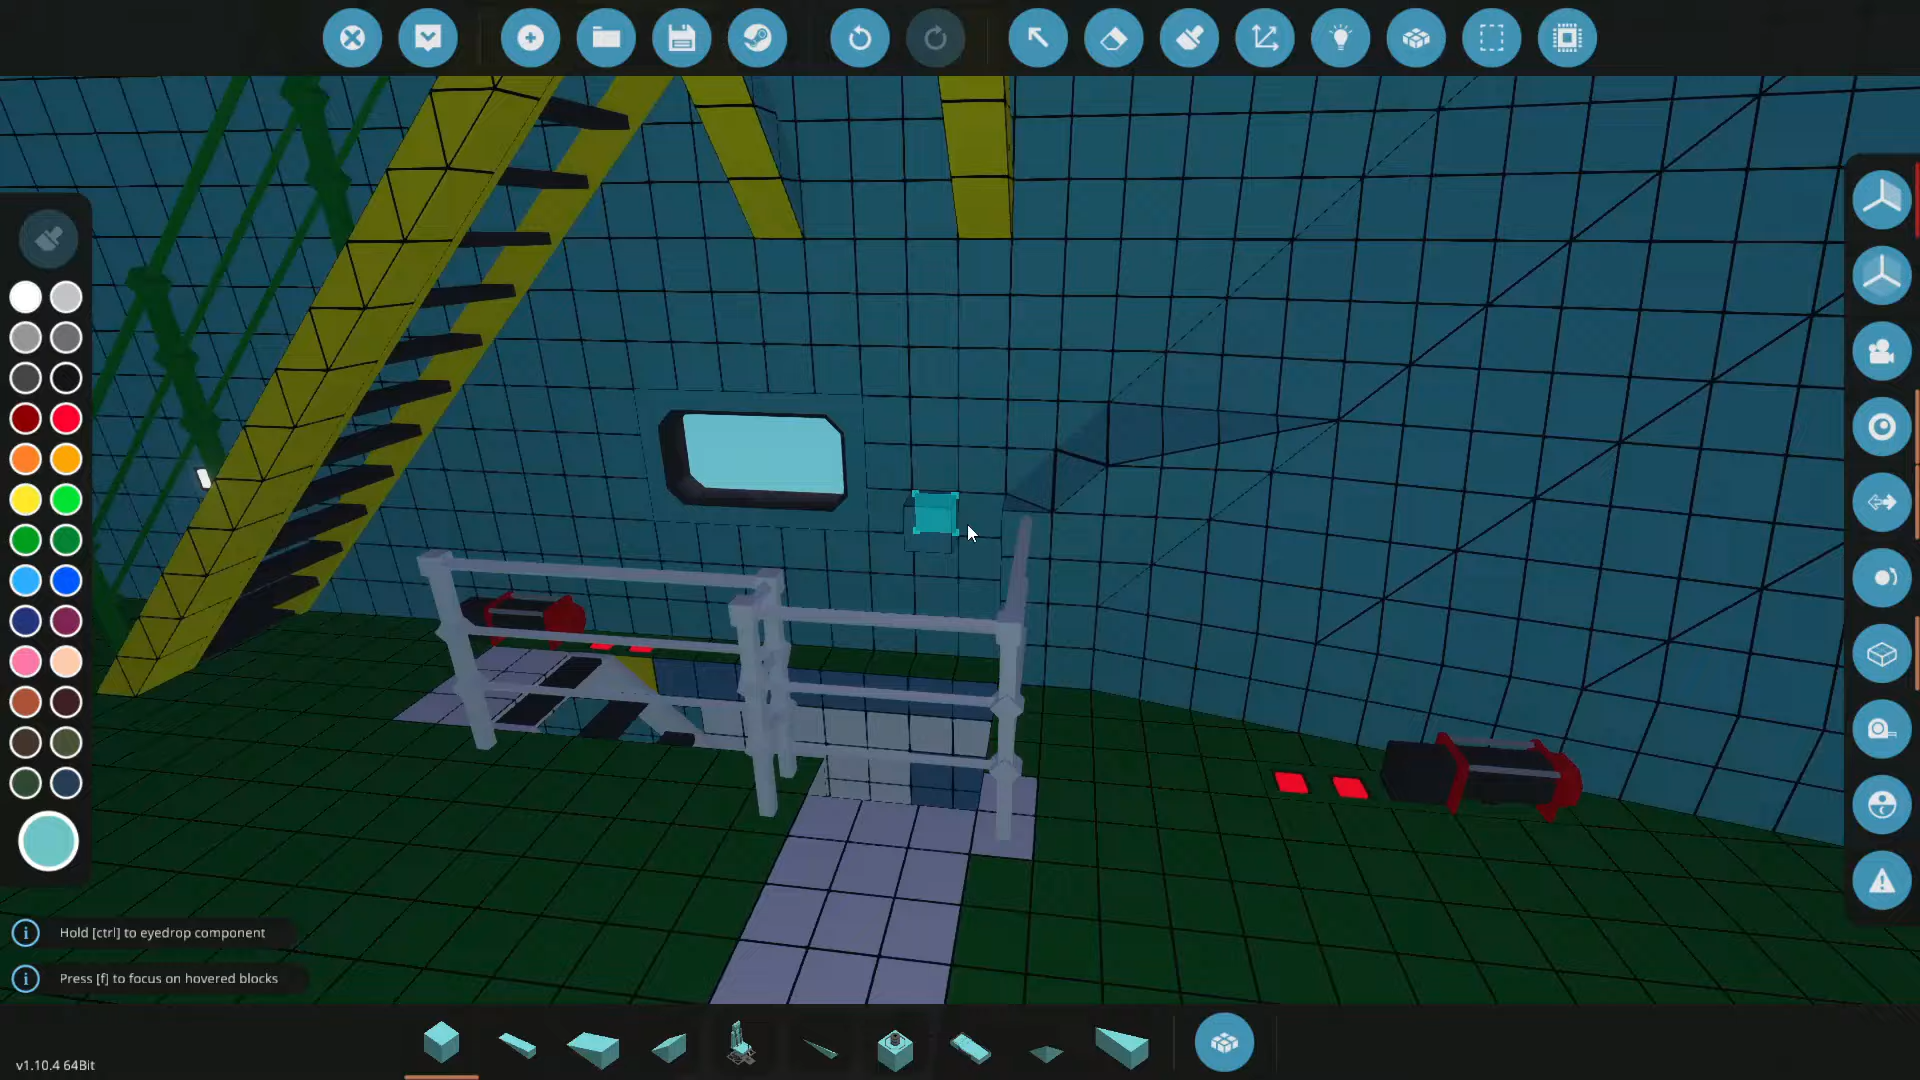 Hold [ctrl] to eyedrop component
Press [f] to focus on hovered blocks
v1.10.4 64Bit